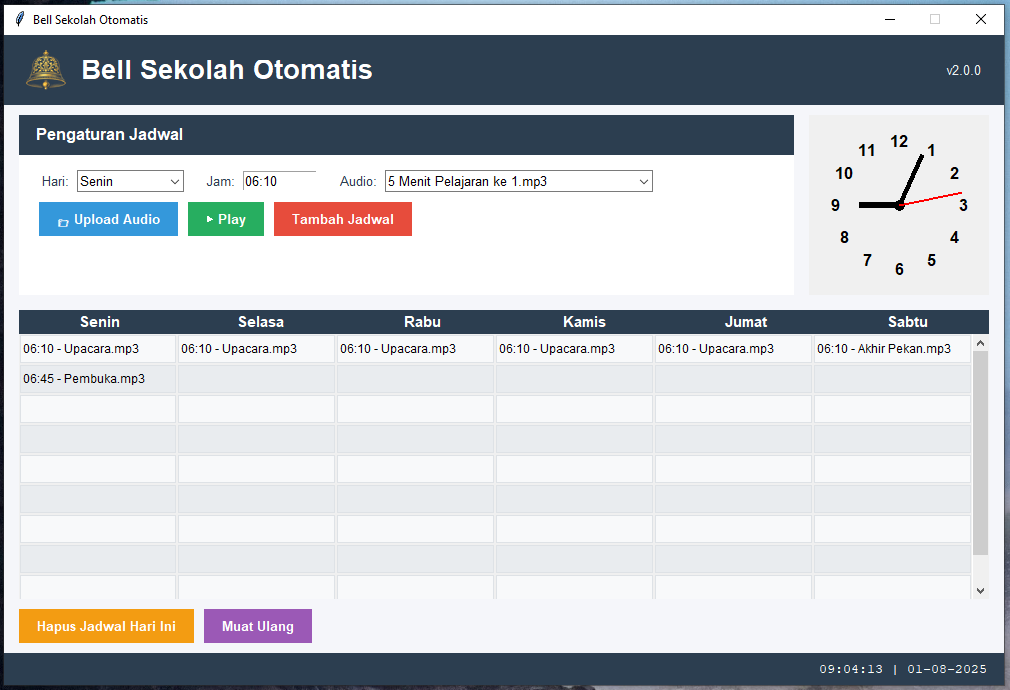 Bell Sekolah Otomatis
Bell Sekolah Otomatis
v2.0.0
Pengaturan Jadwal
Hari: Senin Jam: 06:10 Audio: 5 Menit Pelajaran ke 1.mp3
Upload Audio Play Tambah Jadwal
12
1
2
3
4
5
6
7
8
9
10
11
Senin Selasa Rabu Kamis Jumat Sabtu
06:10 - Upacara.mp3 06:10 - Upacara.mp3 06:10 - Upacara.mp3 06:10 - Upacara.mp3 06:10 - Upacara.mp3 06:10 - Akhir Pekan.mp3
06:45 - Pembuka.mp3
Hapus Jadwal Hari Ini Muat Ulang
09:04:13 | 01-08-2025